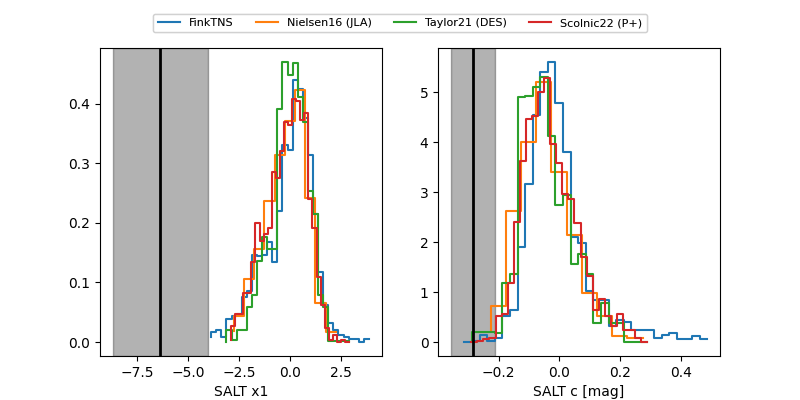 FinkTNS Nielsen16 (JLA) Taylor21 (DES) Scolnic22 (P+)
0.4
0.3
0.2
0.1
0.0
−7.5 −5.0 −2.5 0.0 2.5
SALT x1
5
4
3
2
1
0
−0.2 0.0 0.2 0.4
SALT c [mag]